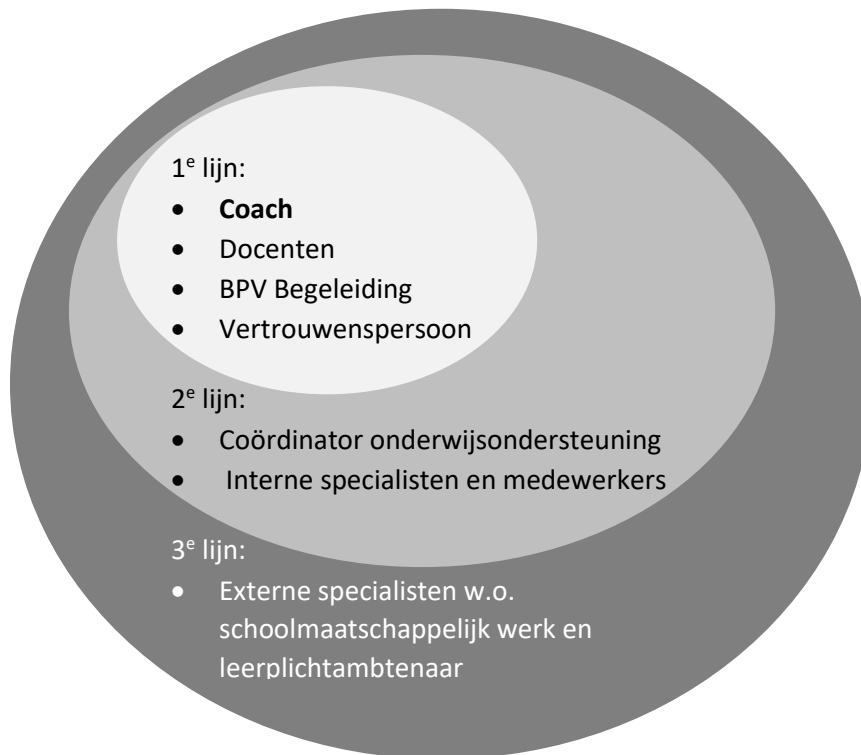 1e lijn:
• Coach
• Docenten
• BPV Begeleiding
• Vertrouwenspersoon
2e lijn:
• Coördinator onderwijsondersteuning
• Interne specialisten en medewerkers
3e lijn:
• Externe specialisten w.o.
schoolmaatschappelijk werk en
leerplichtambtenaar